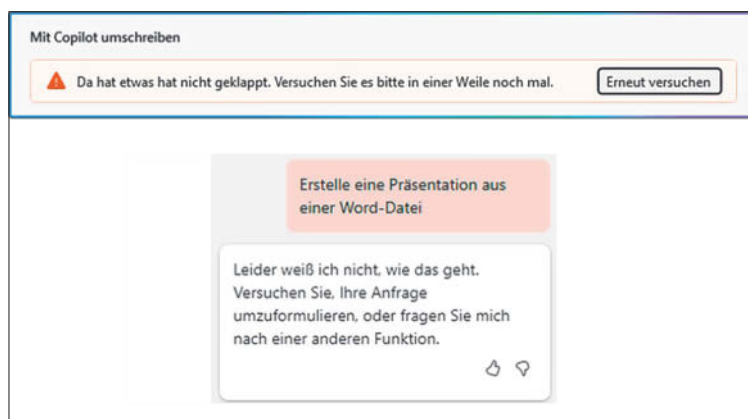 Mit Copilot umschreiben
Da hat etwas hat nicht geklappt. Versuchen Sie es bitte in einer Weile noch mal.
Erneut versuchen
Erstelle eine Präsentation aus
einer Word-Datei
Leider weiß ich nicht, wie das geht.
Versuchen Sie, Ihre Anfrage
umzuformulieren, oder fragen Sie mich
nach einer anderen Funktion.